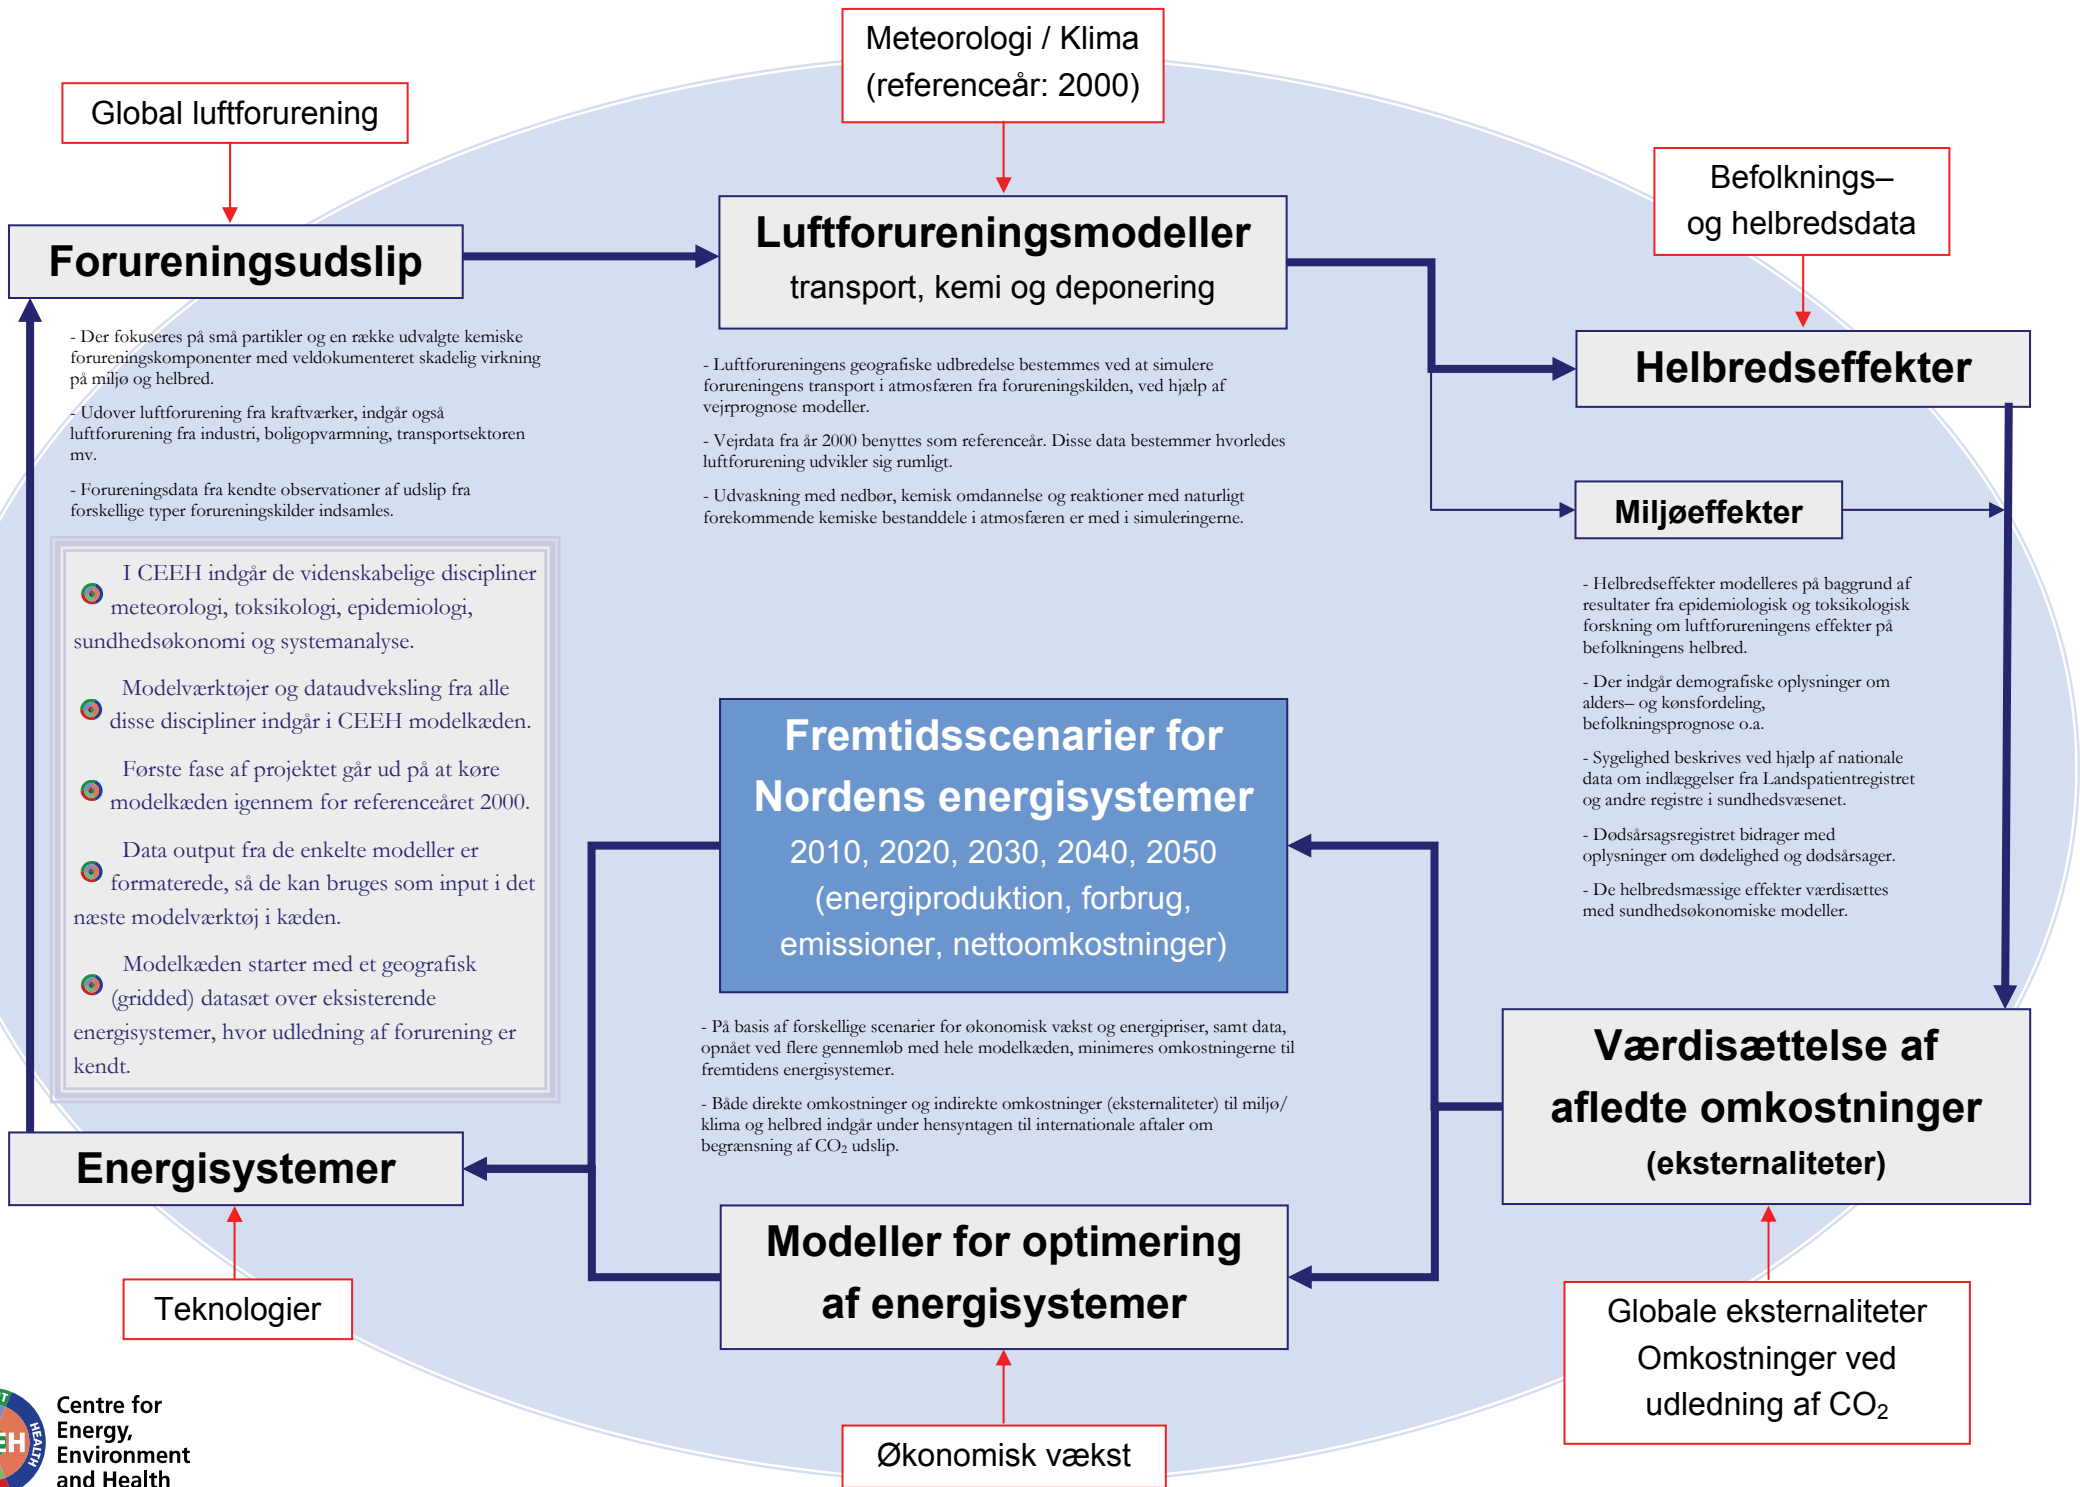 Meteorologi / Klima
(referenceår: 2000)
Global luftforurening
Befolknings–
og helbredsdata
Forureningsudslip
Luftforureningsmodeller
transport, kemi og deponering
Helbredseffekter
- Der fokuseres på små partikler og en række udvalgte kemiske
forureningskomponenter med veldokumenteret skadelig virkning
på miljø og helbred.
- Udover luftforurening fra kraftværker, indgår også
luftforurening fra industri, boligopvarmning, transportsektoren
mv.
- Forureningsdata fra kendte observationer af udslip fra
forskellige typer forureningskilder indsamles.
- Luftforureningens geografiske udbredelse bestemmes ved at simulere
forureningens transport i atmosfæren fra forureningskilden, ved hjælp af
vejrprognose modeller.
- Vejrdata fra år 2000 benyttes som referenceår. Disse data bestemmer hvorledes
luftforurening udvikler sig rumligt.
- Udvaskning med nedbør, kemisk omdannelse og reaktioner med naturligt
forekommende kemiske bestanddele i atmosfæren er med i simuleringerne.
Miljøeffekter
- Helbredseffekter modelleres på baggrund af
resultater fra epidemiologisk og toksikologisk
forskning om luftforureningens effekter på
befolkningens helbred.
- Der indgår demografiske oplysninger om
alders– og kønsfordeling,
befolkningsprognose o.a.
- Sygelighed beskrives ved hjælp af nationale
data om indlæggelser fra Landspatientregistret
og andre registre i sundhedsvæsenet.
- Dødsårsagsregistret bidrager med
oplysninger om dødelighed og dødsårsager.
- De helbredsmæssige effekter værdisættes
med sundhedsøkonomiske modeller.
I CEEH indgår de videnskabelige discipliner
meteorologi, toksikologi, epidemiologi,
sundhedsøkonomi og systemanalyse.
Modelværktøjer og dataudveksling fra alle
disse discipliner indgår i CEEH modelkæden.
Første fase af projektet går ud på at køre
modelkæden igennem for referenceåret 2000.
Data output fra de enkelte modeller er
formaterede, så de kan bruges som input i det
næste modelværktøj i kæden.
Modelkæden starter med et geografisk
(gridded) datasæt over eksisterende
energisystemer, hvor udledning af forurening er
kendt.
Fremtidsscenarier for
Nordens energisystemer
2010, 2020, 2030, 2040, 2050
(energiproduktion, forbrug,
emissioner, nettoomkostninger)
- På basis af forskellige scenarier for økonomisk vækst og energipriser, samt data,
opnået ved flere gennemløb med hele modelkæden, minimeres omkostningerne til
fremtidens energisystemer.
- Både direkte omkostninger og indirekte omkostninger (eksternaliteter) til miljø/
klima og helbred indgår under hensyntagen til internationale aftaler om
begrænsning af CO₂ udslip.
Værdisættelse af
afledte omkostninger
(eksternaliteter)
Energisystemer
Modeller for optimering
af energisystemer
Teknologier
Globale eksternaliteter
Omkostninger ved
udledning af CO₂
Økonomisk vækst
HEALTH
Centre for
Energy,
Environment
and Health